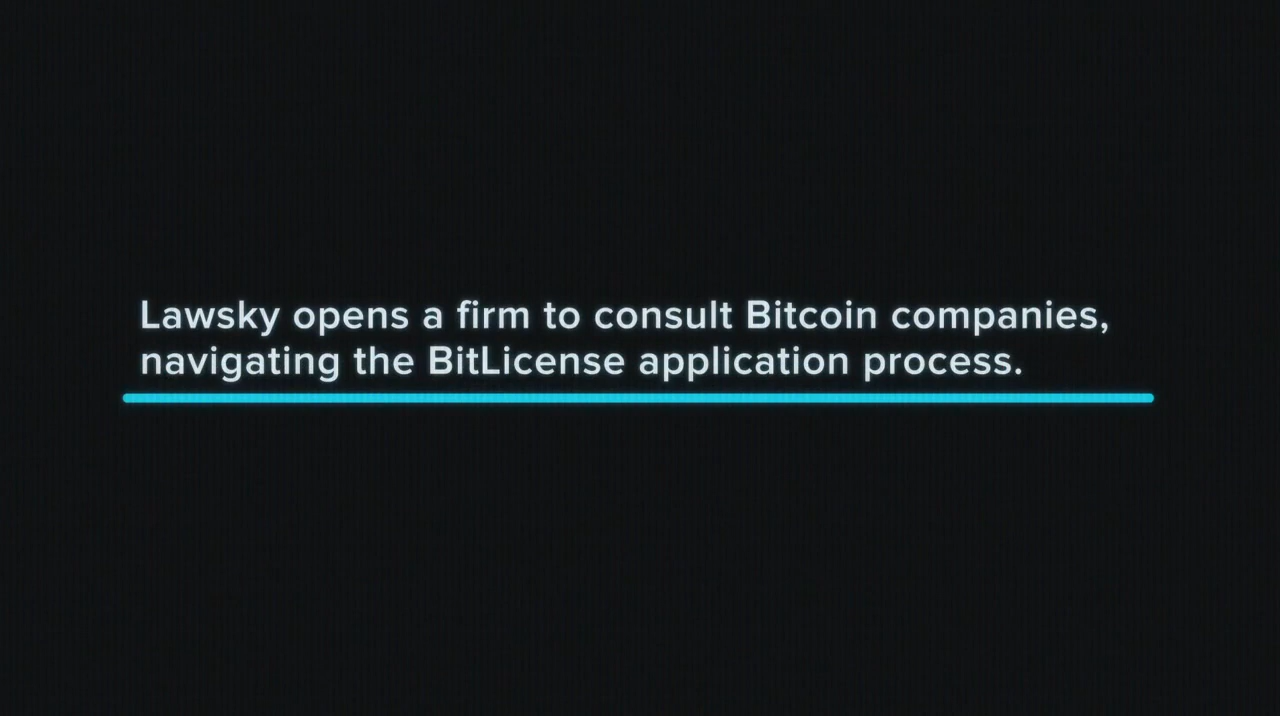 Lawsky opens a firm to consult Bitcoin companies,
navigating the BitLicense application process.